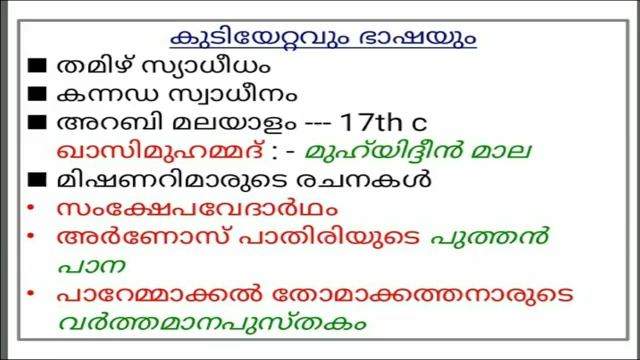 കുടിയേറ്റവും ഭാഷയും
■ തമിഴ് സ്യാധീധം
■ കന്നഡ സ്വാധീനം
■ അറബി മലയാളം --- 17th c
ഖാസിമുഹമ്മദ് : - മുഹ്‌യിദ്ദീൻ മാല
■ മിഷണറിമാരുടെ രചനകൾ
• സംക്ഷേപവേദാർഥം
• അർണോസ് പാതിരിയുടെ പുത്തൻ
പാന
• പാറേമ്മാക്കൽ തോമാക്കത്തനാരുടെ
വർത്തമാനപുസ്തകം